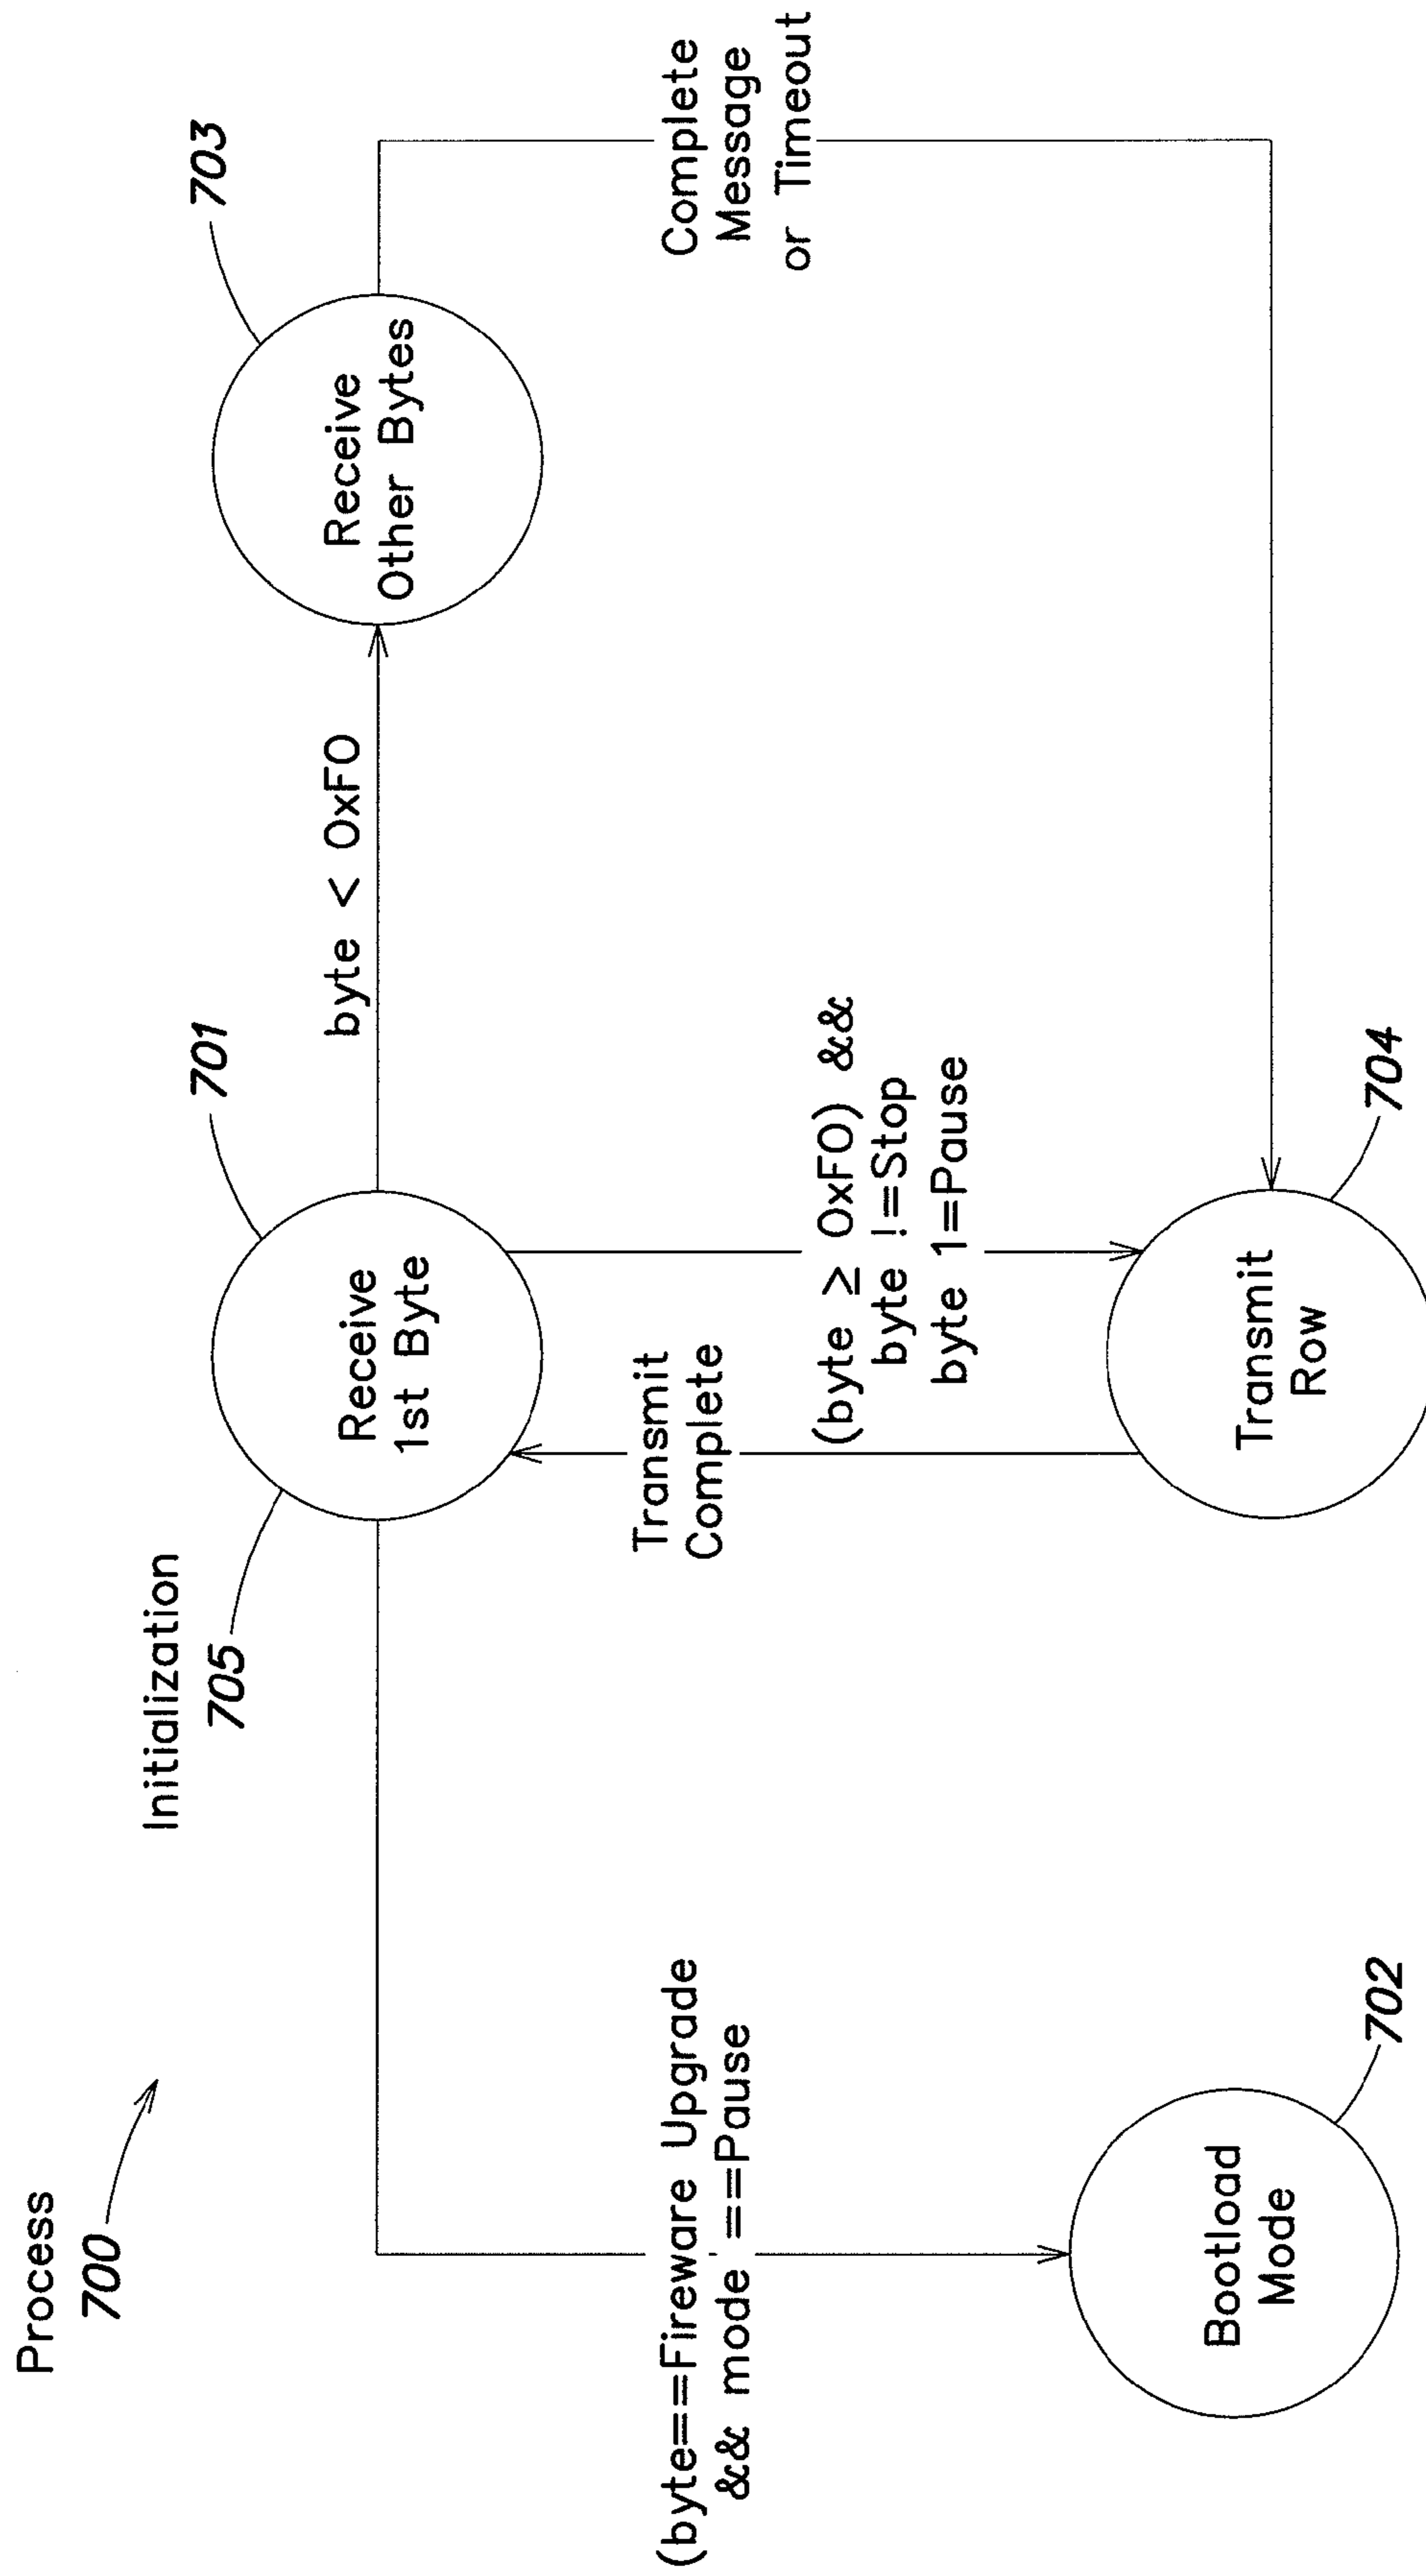 Process
700
Initialization
705
701
703
Receive
1st Byte
byte < 0xF0
Receive
Other Bytes
(byte==Fireware Upgrade
&& mode ==Pause
Transmit
Complete
(byte ≥ 0xF0) &&
byte !=Stop
byte 1=Pause
Complete
Message
or Timeout
Bootload
Mode
702
Transmit
Row
704